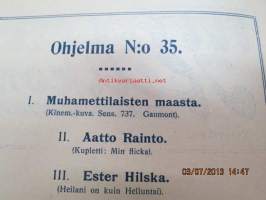 Ohjelma N:o 35.
I. Muhamettilaisten maasta.
(Kinem.-kuva. Sens. 737. Gaumont).
II. Aatto Rainto.
(Kupletti: Min flicka).
III. Ester Hilska.
(Heilani on kuin Helluntai).
03/07/2013 14:47